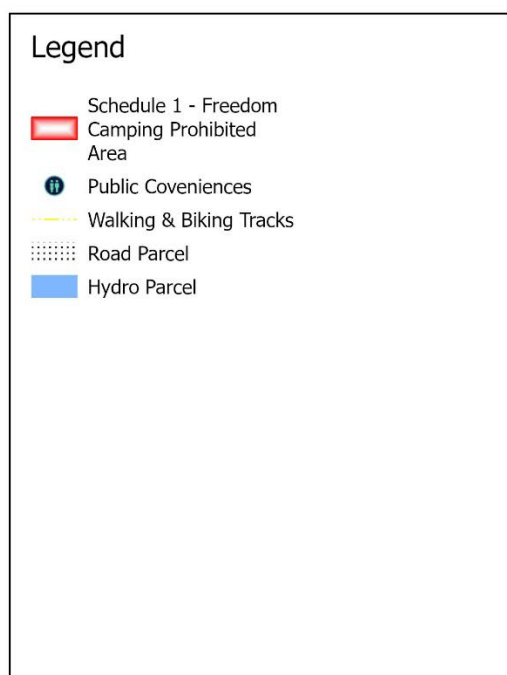 Legend
Schedule 1 - Freedom
Camping Prohibited
Area
Public Coveniences
Walking & Biking Tracks
Road Parcel
Hydro Parcel